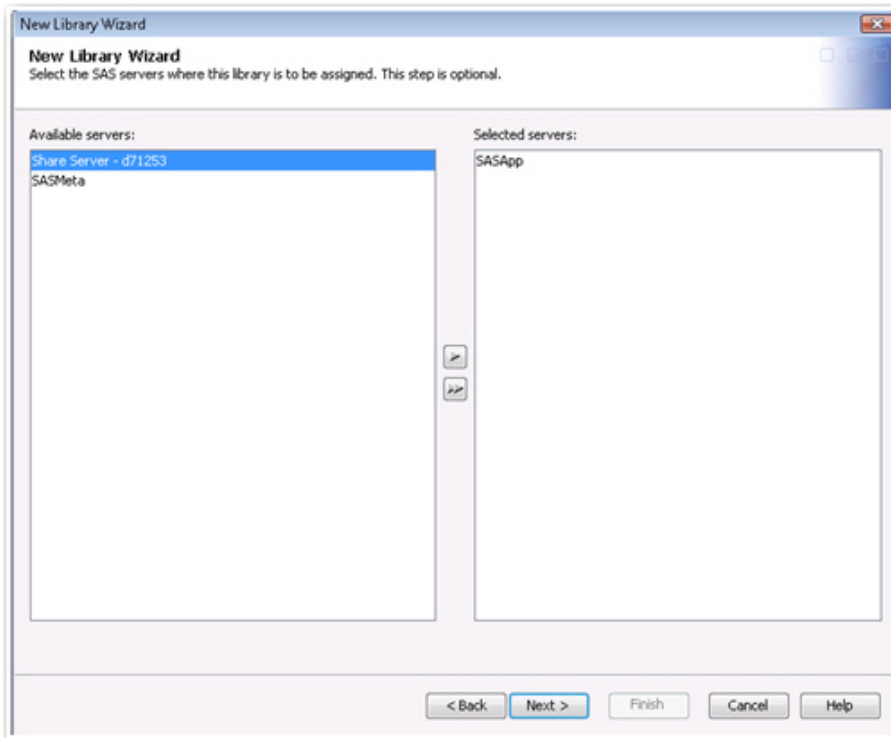 New Library Wizard
New Library Wizard
Select the SAS servers where this library is to be assigned. This step is optional.
Available servers:
Share Server - d71253
SASMeta
Selected servers:
SASApp
< Back
Next >
Finish
Cancel
Help